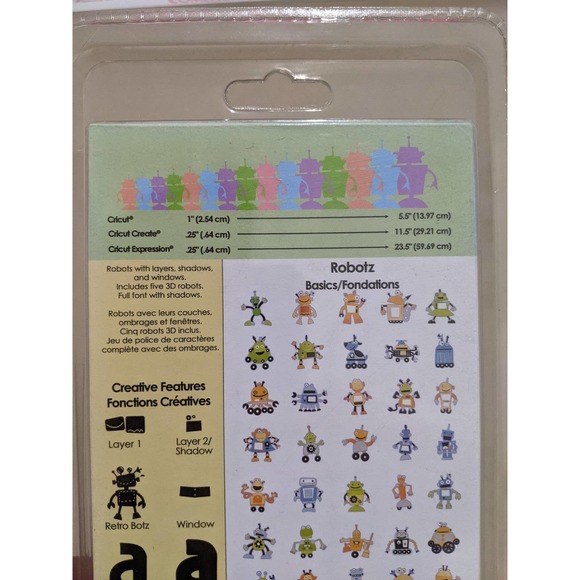 Cricut® 1" (2.54 cm) 5.5" (13.97 cm)
Cricut Create® .25" (.64 cm) 11.5" (29.21 cm)
Cricut Expression® .25" (.64 cm) 23.5" (59.69 cm)
Robots with layers, shadows,
and windows.
Includes five 3D robots.
Full font with shadows.
Robots avec leurs couches,
ombrages et fenêtres.
Cinq robots 3D inclus.
Jeu de police de caractères
complète avec des ombrages.
Creative Features
Fonctions Créatives
Layer 1
Layer 2/
Shadow
Retro Botz
Window
a a
Robotz
Basics/Fondations